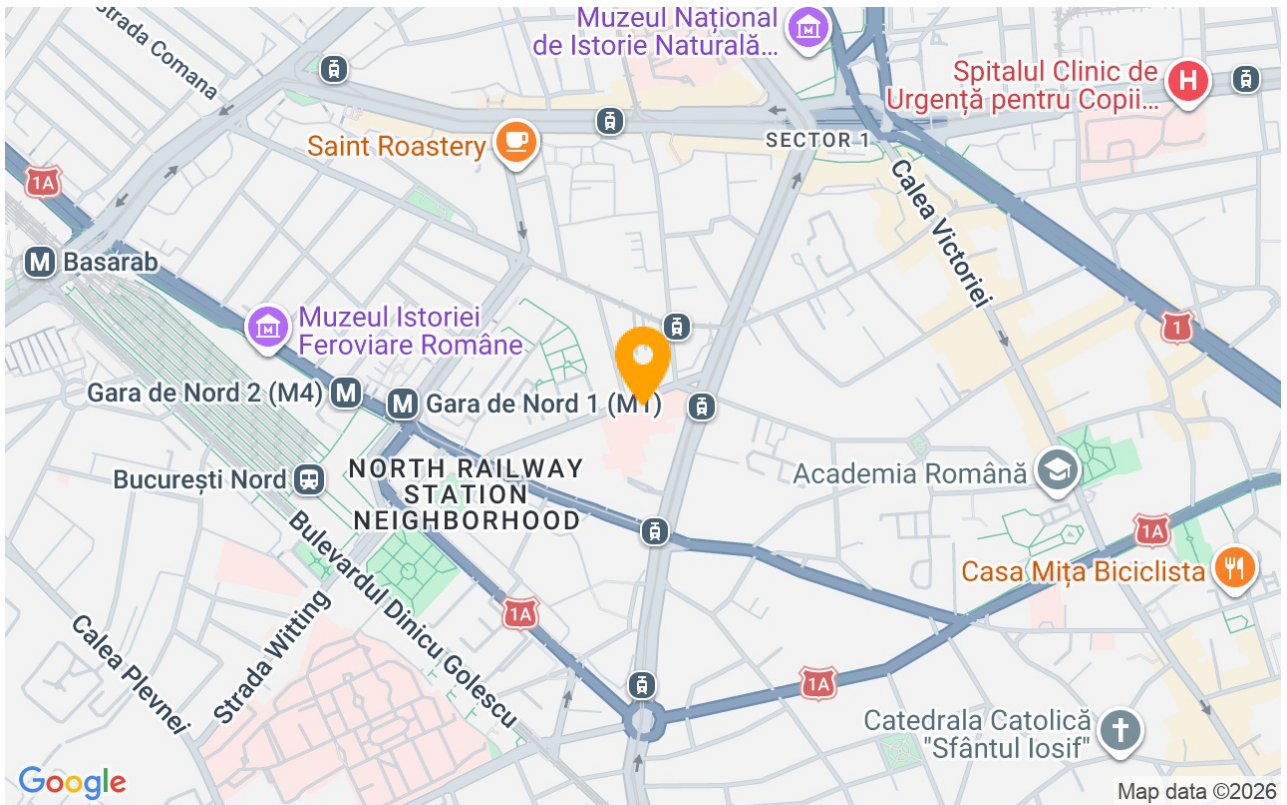 Muzeul Național
de Istorie Naturală...
Strada Comana
Spitalul Clinic de
Urgență pentru Copii...
H
Saint Roastery
SECTOR 1
1A
Calea Victoriei
M Basarab
Muzeul Istoriei
Feroviare Române
1
Gara de Nord 2 (M4) M
M Gara de Nord 1 (M1)
București Nord
NORTH RAILWAY
STATION
NEIGHBORHOOD
Academia Română
1A
Bulevardul Dinicu Golescu
Casa Mița Biciclista
Strada Witting
1A
Calea Plevnei
1A
Catedrala Catolică
"Sfântul Iosif"
Google
Map data ©2026